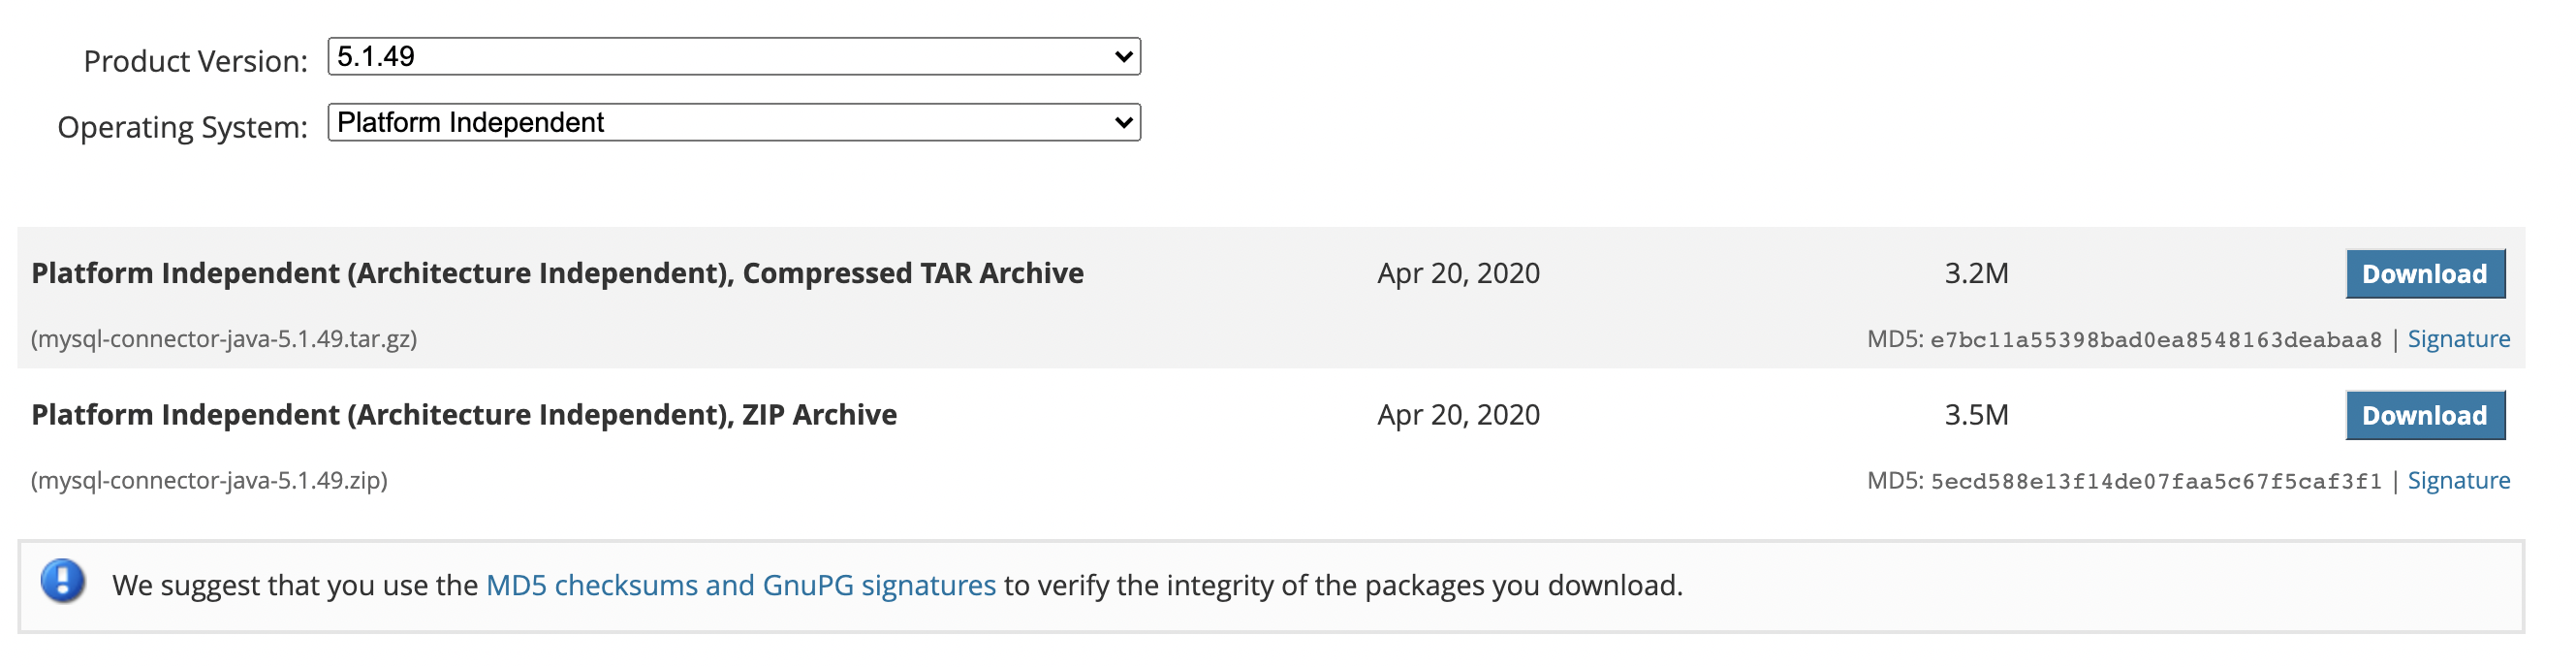 Product Version: 5.1.49
Operating System: Platform Independent
Platform Independent (Architecture Independent), Compressed TAR Archive Apr 20, 2020 3.2M Download
(mysql-connector-java-5.1.49.tar.gz) MD5: e7bc11a55398bad0ea8548163deabaa8 | Signature
Platform Independent (Architecture Independent), ZIP Archive Apr 20, 2020 3.5M Download
(mysql-connector-java-5.1.49.zip) MD5: 5ecd588e13f14de07faa5c67f5caf3f1 | Signature
We suggest that you use the MD5 checksums and GnuPG signatures to verify the integrity of the packages you download.